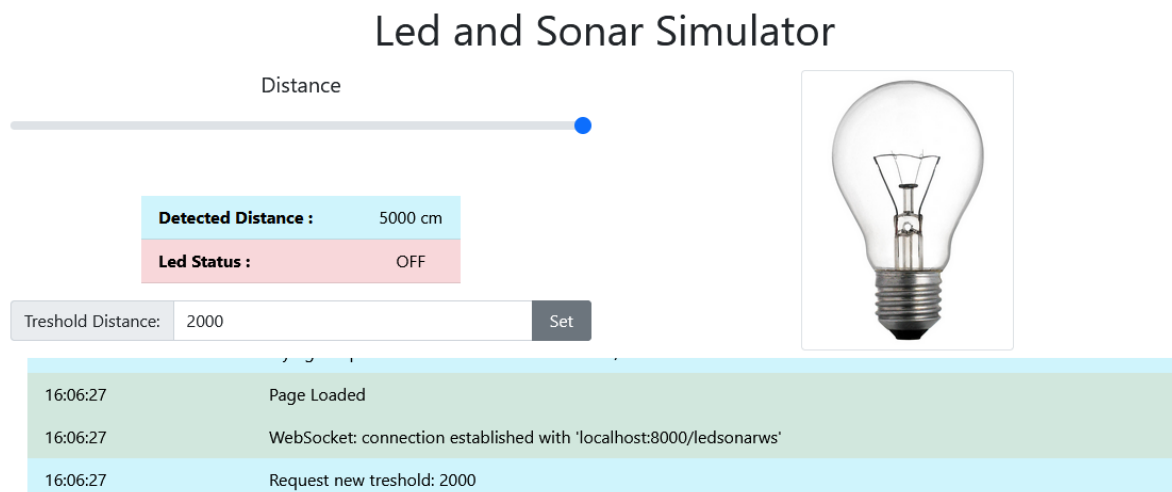 Led and Sonar Simulator
Distance
Detected Distance : 5000 cm
Led Status : OFF
Treshold Distance: 2000 Set
16:06:27 Page Loaded
16:06:27 WebSocket: connection established with 'localhost:8000/ledsonarws'
16:06:27 Request new treshold: 2000